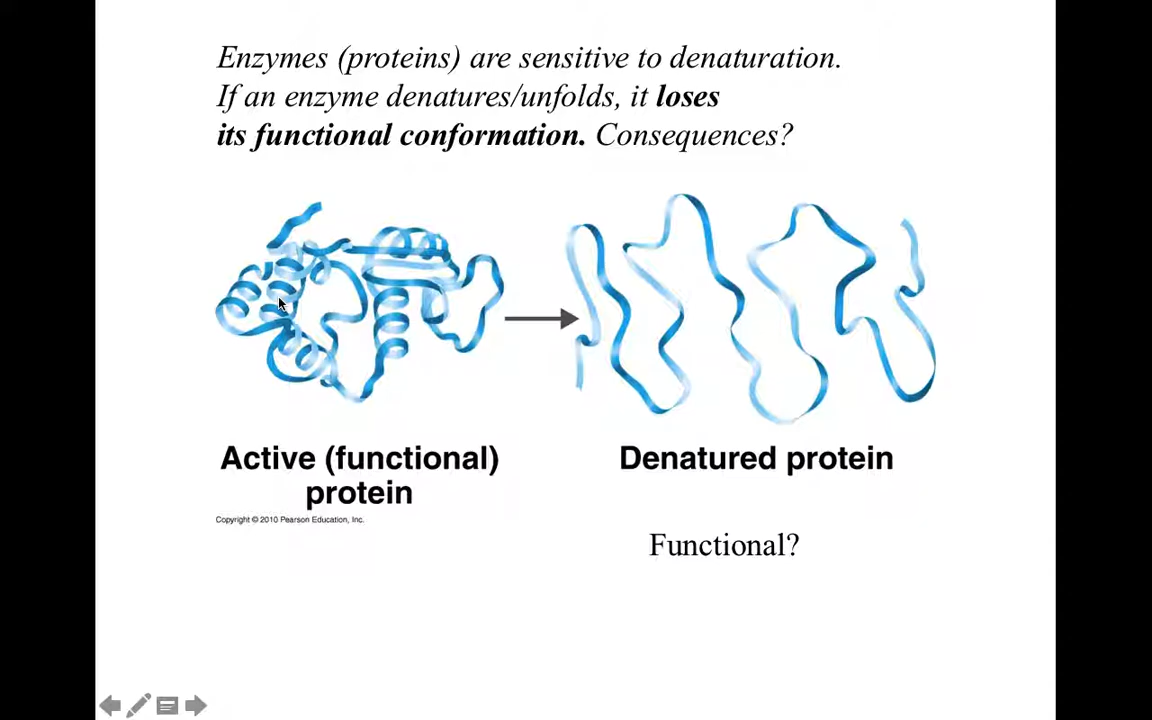 Enzymes (proteins) are sensitive to denaturation.
If an enzyme denatures/unfolds, it loses
its functional conformation. Consequences?
Active (functional)
protein
Denatured protein
Copyright © 2010 Pearson Education, Inc.
Functional?